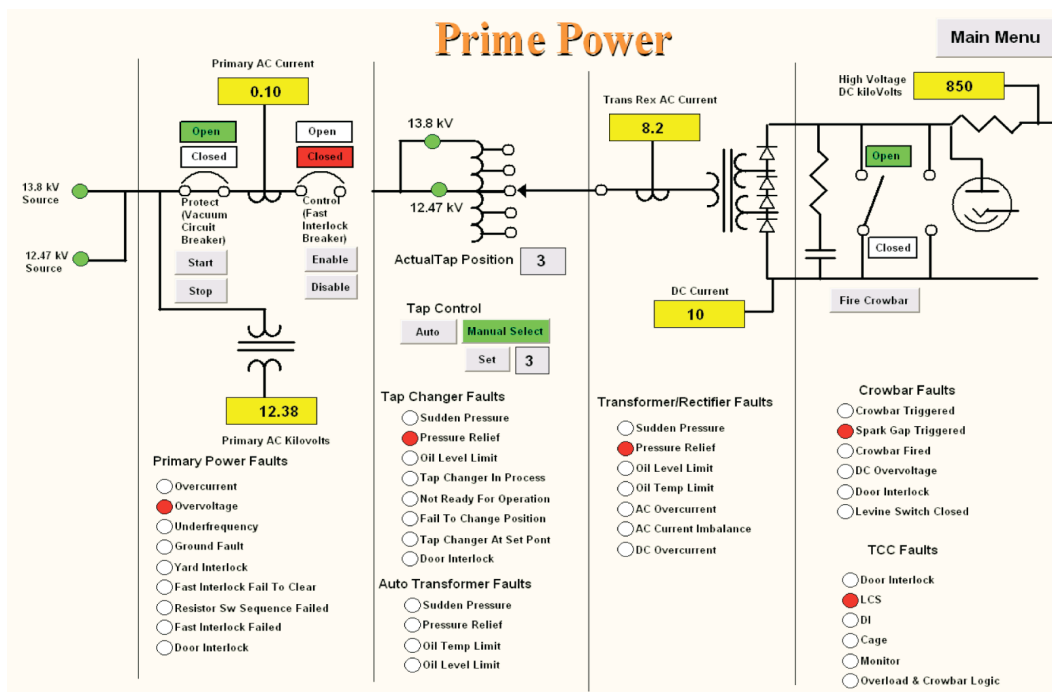 Prime Power
Main Menu
Primary AC Current
0.10
Open
Closed
Open
Closed
13.8 kV
Source
12.47 kV
Source
Protect
(Vacuum
Circuit
Breaker)
Start
Stop
Control
(Fast
Interlock
Breaker)
Enable
Disable
12.38
Primary AC Kilovolts
Primary Power Faults
Overcurrent
Overvoltage
Underfrequency
Ground Fault
Yard Interlock
Fast Interlock Fail To Clear
Resistor Sw Sequence Failed
Fast Interlock Failed
Door Interlock
13.8 kV
12.47 kV
ActualTap Position
3
Tap Control
Auto
Manual Select
Set
3
Tap Changer Faults
Sudden Pressure
Pressure Relief
Oil Level Limit
Tap Changer In Process
Not Ready For Operation
Fail To Change Position
Tap Changer At Set Pont
Door Interlock
Auto Transformer Faults
Sudden Pressure
Pressure Relief
Oil Temp Limit
Oil Level Limit
Trans Rex AC Current
8.2
DC Current
10
Transformer/Rectifier Faults
Sudden Pressure
Pressure Relief
Oil Level Limit
Oil Temp Limit
AC Overcurrent
AC Current Imbalance
DC Overcurrent
High Voltage
DC kiloVolts
850
Open
Closed
Fire Crowbar
Crowbar Faults
Crowbar Triggered
Spark Gap Triggered
Crowbar Fired
DC Overvoltage
Door Interlock
Levine Switch Closed
TCC Faults
Door Interlock
LCS
DI
Cage
Monitor
Overload & Crowbar Logic